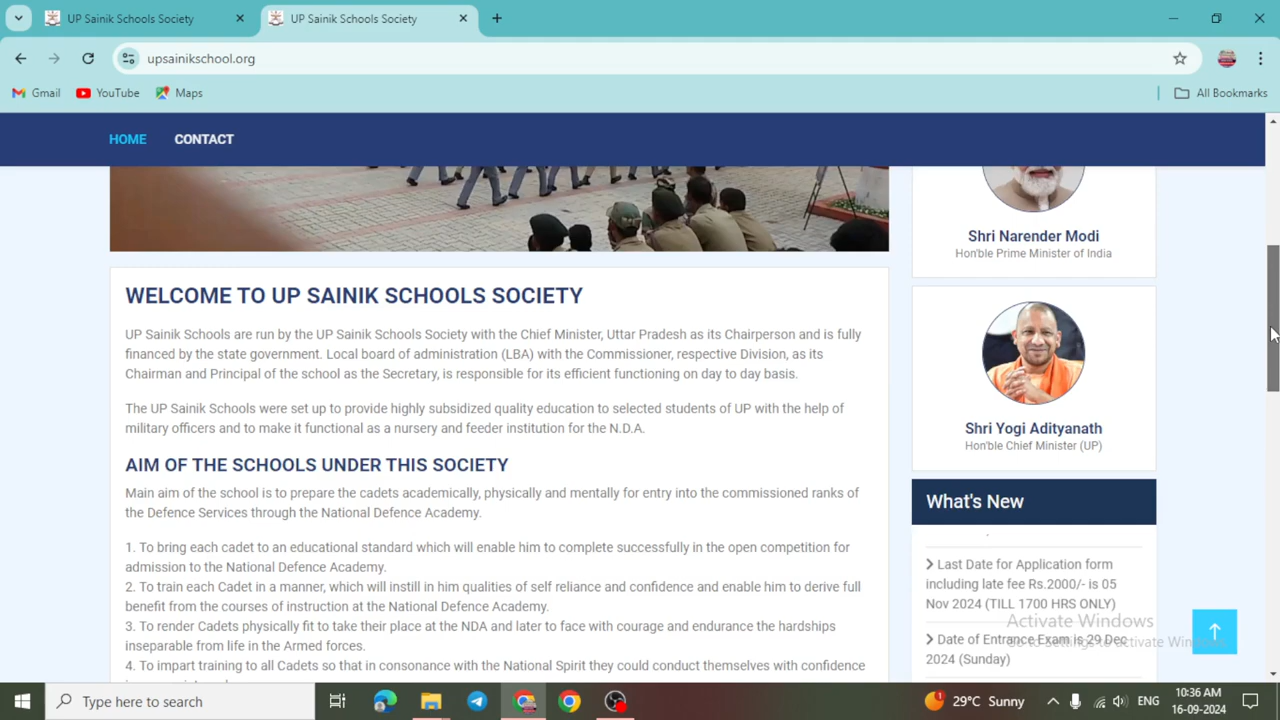 UP Sainik Schools Society
UP Sainik Schools Society
upsainikschool.org
Gmail
YouTube
Maps
All Bookmarks
HOME
CONTACT
WELCOME TO UP SAINIK SCHOOLS SOCIETY
UP Sainik Schools are run by the UP Sainik Schools Society with the Chief Minister, Uttar Pradesh as its Chairperson and is fully
financed by the state government. Local board of administration (LBA) with the Commissioner, respective Division, as its
Chairman and Principal of the school as the Secretary, is responsible for its efficient functioning on day to day basis.
The UP Sainik Schools were set up to provide highly subsidized quality education to selected students of UP with the help of
military officers and to make it functional as a nursery and feeder institution for the N.D.A.
AIM OF THE SCHOOLS UNDER THIS SOCIETY
Main aim of the school is to prepare the cadets academically, physically and mentally for entry into the commissioned ranks of
the Defence Services through the National Defence Academy.
1. To bring each cadet to an educational standard which will enable him to complete successfully in the open competition for
admission to the National Defence Academy.
2. To train each Cadet in a manner, which will instill in him qualities of self reliance and confidence and enable him to derive full
benefit from the courses of instruction at the National Defence Academy.
3. To render Cadets physically fit to take their place at the NDA and later to face with courage and endurance the hardships
inseparable from life in the Armed forces.
4. To impart training to all Cadets so that in consonance with the National Spirit they could conduct themselves with confidence
Shri Narender Modi
Hon'ble Prime Minister of India
Shri Yogi Adityanath
Hon'ble Chief Minister (UP)
What's New
Last Date for Application form
including late fee Rs.2000/- is 05
Nov 2024 (TILL 1700 HRS ONLY)
Date of Entrance Exam is 29 Dec
2024 (Sunday)
Activate Windows
Go to Settings to activate Windows.
Type here to search
29°C Sunny
ENG
10:36 AM
16-09-2024